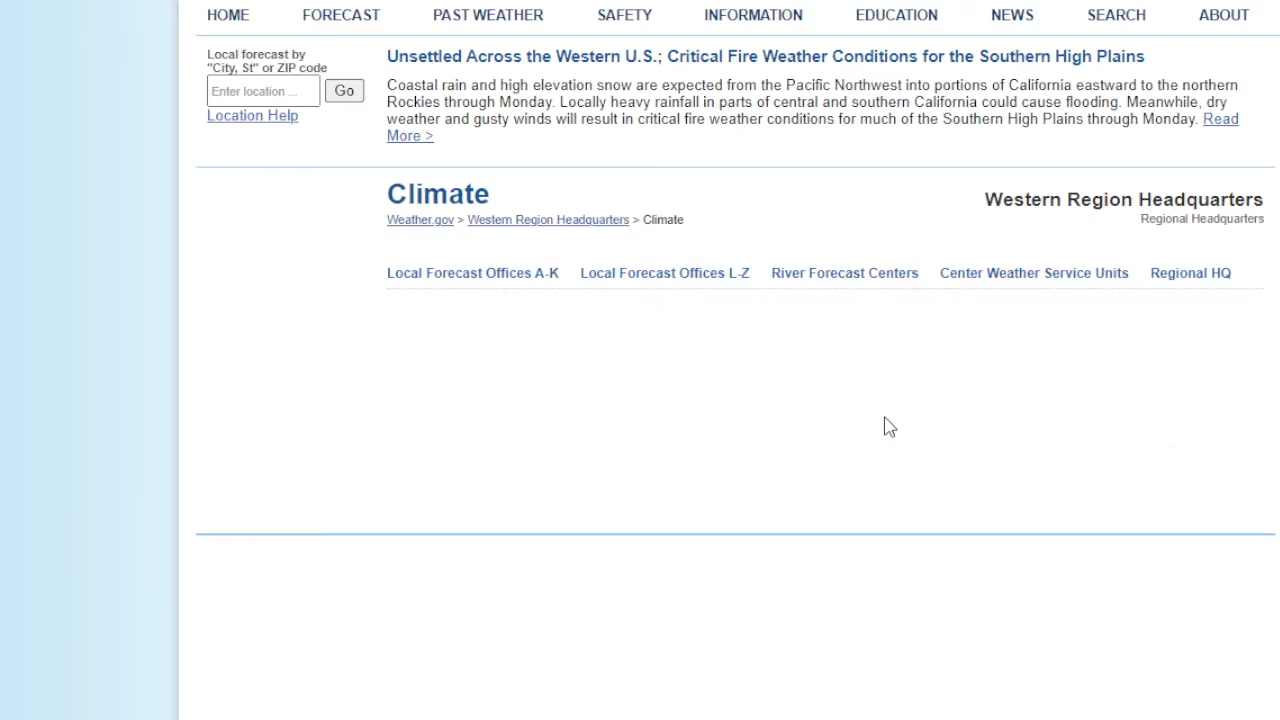 HOME FORECAST PAST WEATHER SAFETY INFORMATION EDUCATION NEWS SEARCH ABOUT
Local forecast by
"City, St" or ZIP code
Enter location ... Go
Location Help
Unsettled Across the Western U.S.; Critical Fire Weather Conditions for the Southern High Plains
Coastal rain and high elevation snow are expected from the Pacific Northwest into portions of California eastward to the northern
Rockies through Monday. Locally heavy rainfall in parts of central and southern California could cause flooding. Meanwhile, dry
weather and gusty winds will result in critical fire weather conditions for much of the Southern High Plains through Monday. Read
More >
Climate
Weather.gov > Western Region Headquarters > Climate
Western Region Headquarters
Regional Headquarters
Local Forecast Offices A-K Local Forecast Offices L-Z River Forecast Centers Center Weather Service Units Regional HQ